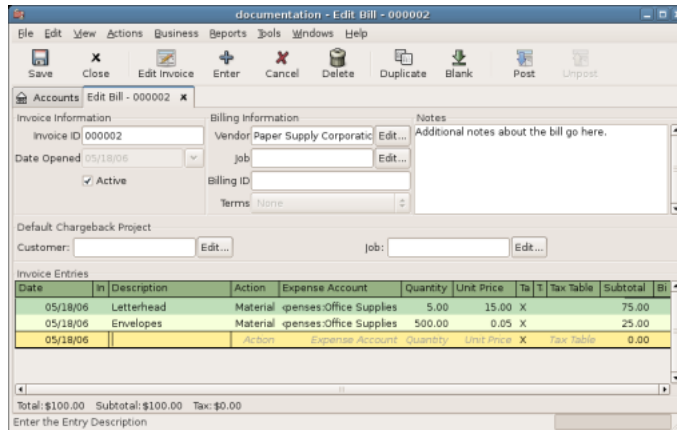 documentation - Edit Bill - 000002
File Edit View Actions Business Reports Tools Windows Help
Save Close Edit Invoice Enter Cancel Delete Duplicate Blank Post Unpost
Accounts Edit Bill - 000002
Invoice Information Billing Information Notes
Invoice ID 000002 Vendor Paper Supply Corporatic Edit... Additional notes about the bill go here.
Date Opened 05/18/06 Job Edit...
Active Billing ID
Terms None
Default Chargeback Project
Customer: Edit... Job: Edit...
Invoice Entries
Date In Description Action Expense Account Quantity Unit Price Ta T Tax Table Subtotal Bi
05/18/06 Letterhead Material ‹penses:Office Supplies 5.00 15.00 X 75.00
05/18/06 Envelopes Material ‹penses:Office Supplies 500.00 0.05 X 25.00
05/18/06 Action Expense Account Quantity Unit Price X Tax Table 0.00
Total: $100.00 Subtotal: $100.00 Tax: $0.00
Enter the Entry Description